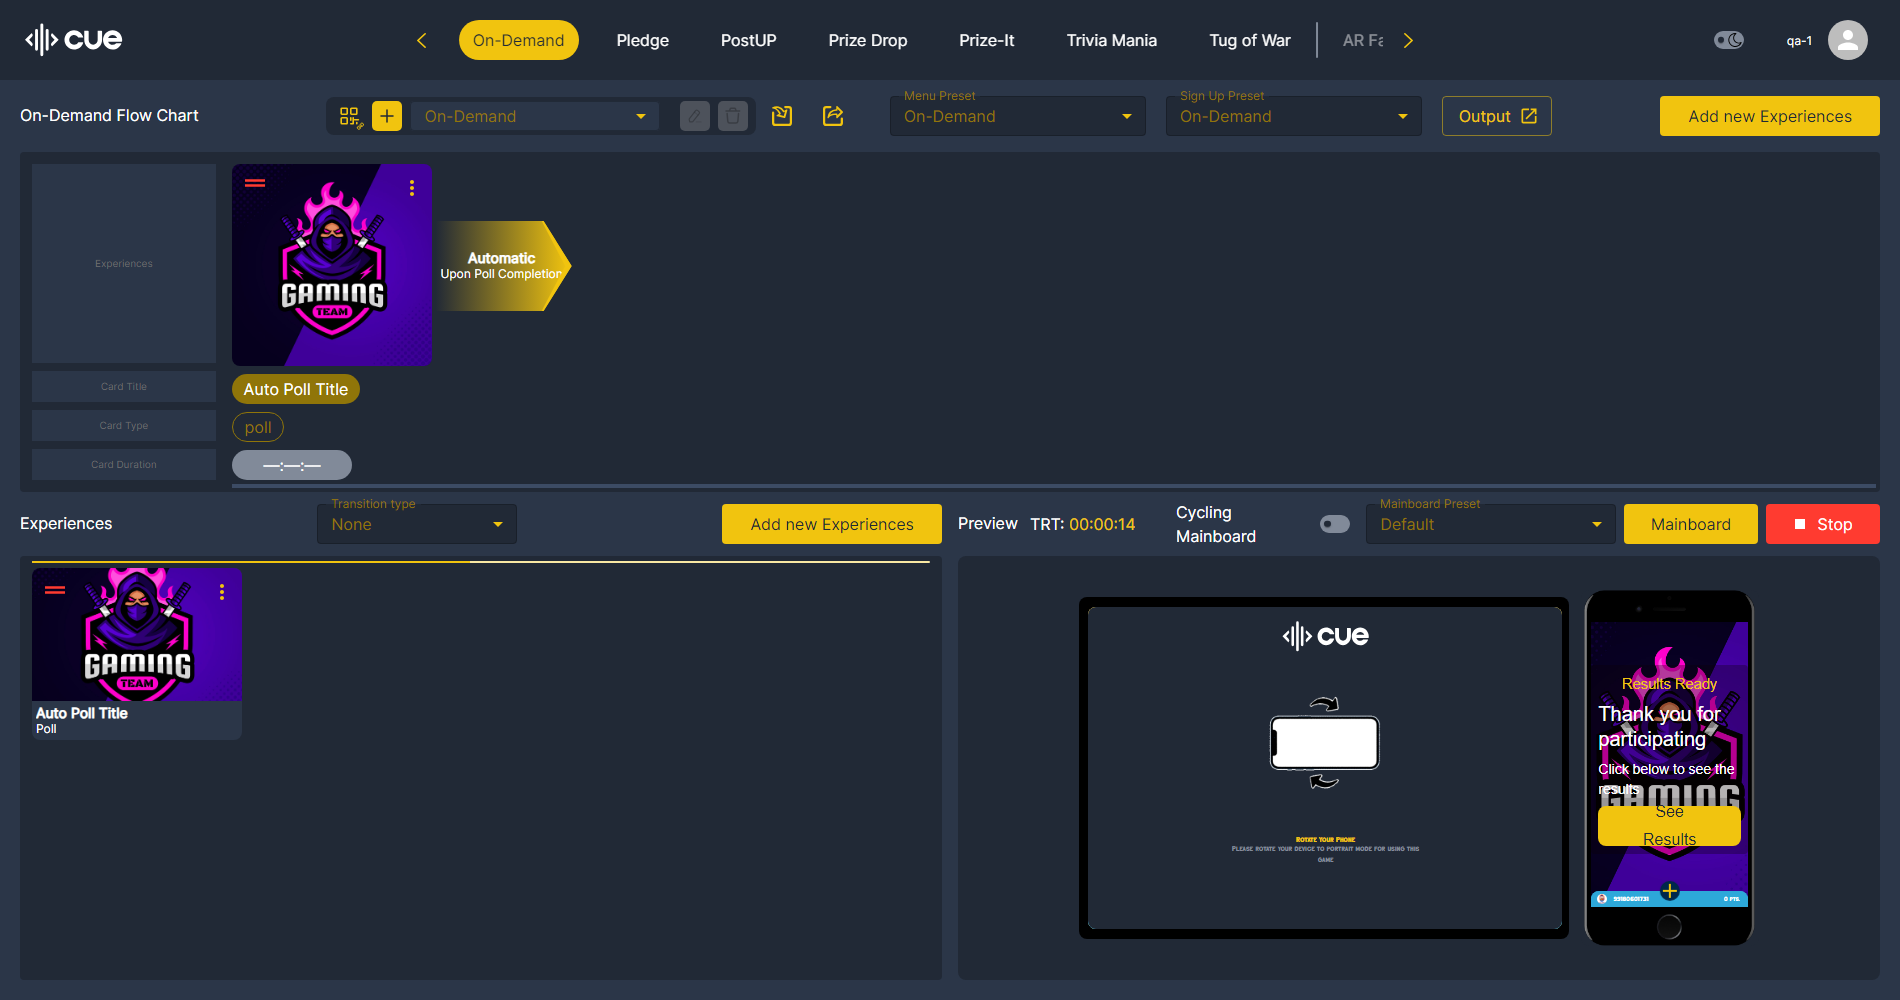 cue
On-Demand
Pledge
PostUP
Prize Drop
Prize-It
Trivia Mania
Tug of War
AR Fa
qa-1
On-Demand Flow Chart
On-Demand
Menu Preset
On-Demand
Sign Up Preset
On-Demand
Output
Add new Experiences
Experiences
GAMING
TEAM
Automatic
Upon Poll Completion
Card Title
Auto Poll Title
Card Type
poll
Card Duration
—:—:—
Experiences
Transition type
None
Add new Experiences
Preview
TRT: 00:00:14
Cycling
Mainboard
Mainboard Preset
Default
Mainboard
Stop
GAMING
TEAM
Auto Poll Title
Poll
cue
Rotate Your Phone
Please rotate your device to portrait mode for using this
game
Results Ready
Thank you for
participating
Click below to see the
results
GAMING
See
Results
0 PTS.